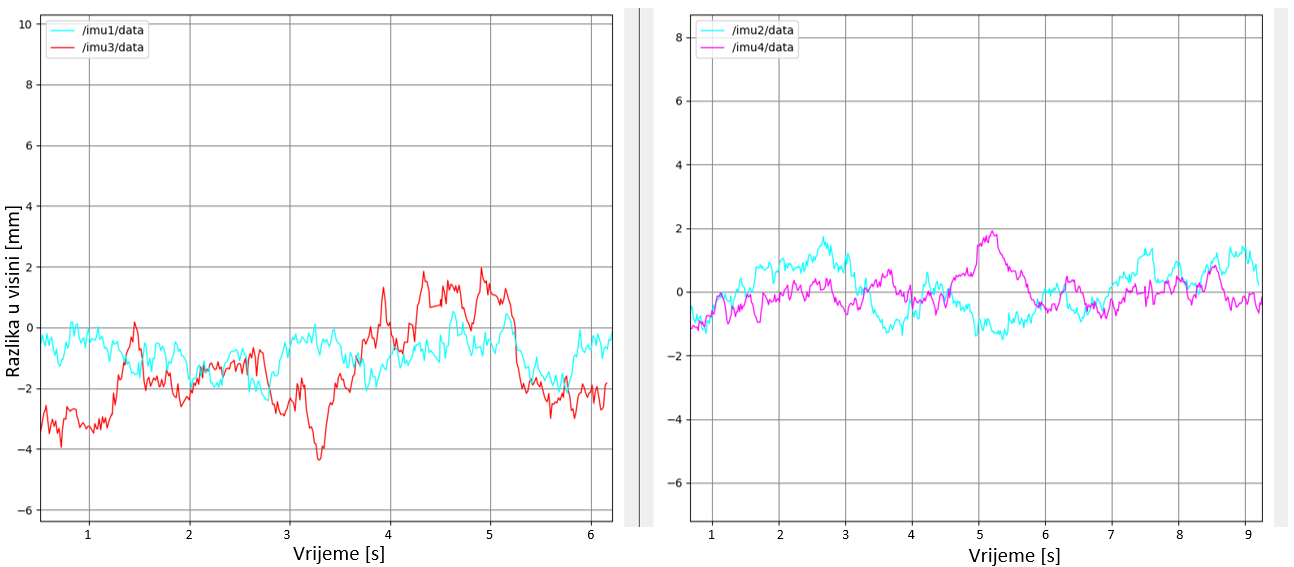 /imu1/data
/imu3/data
10
8
6
4
2
0
−2
−4
−6
Razlika u visini [mm]
1 2 3 4 5 6
Vrijeme [s]
/imu2/data
/imu4/data
8
6
4
2
0
−2
−4
−6
1 2 3 4 5 6 7 8 9
Vrijeme [s]